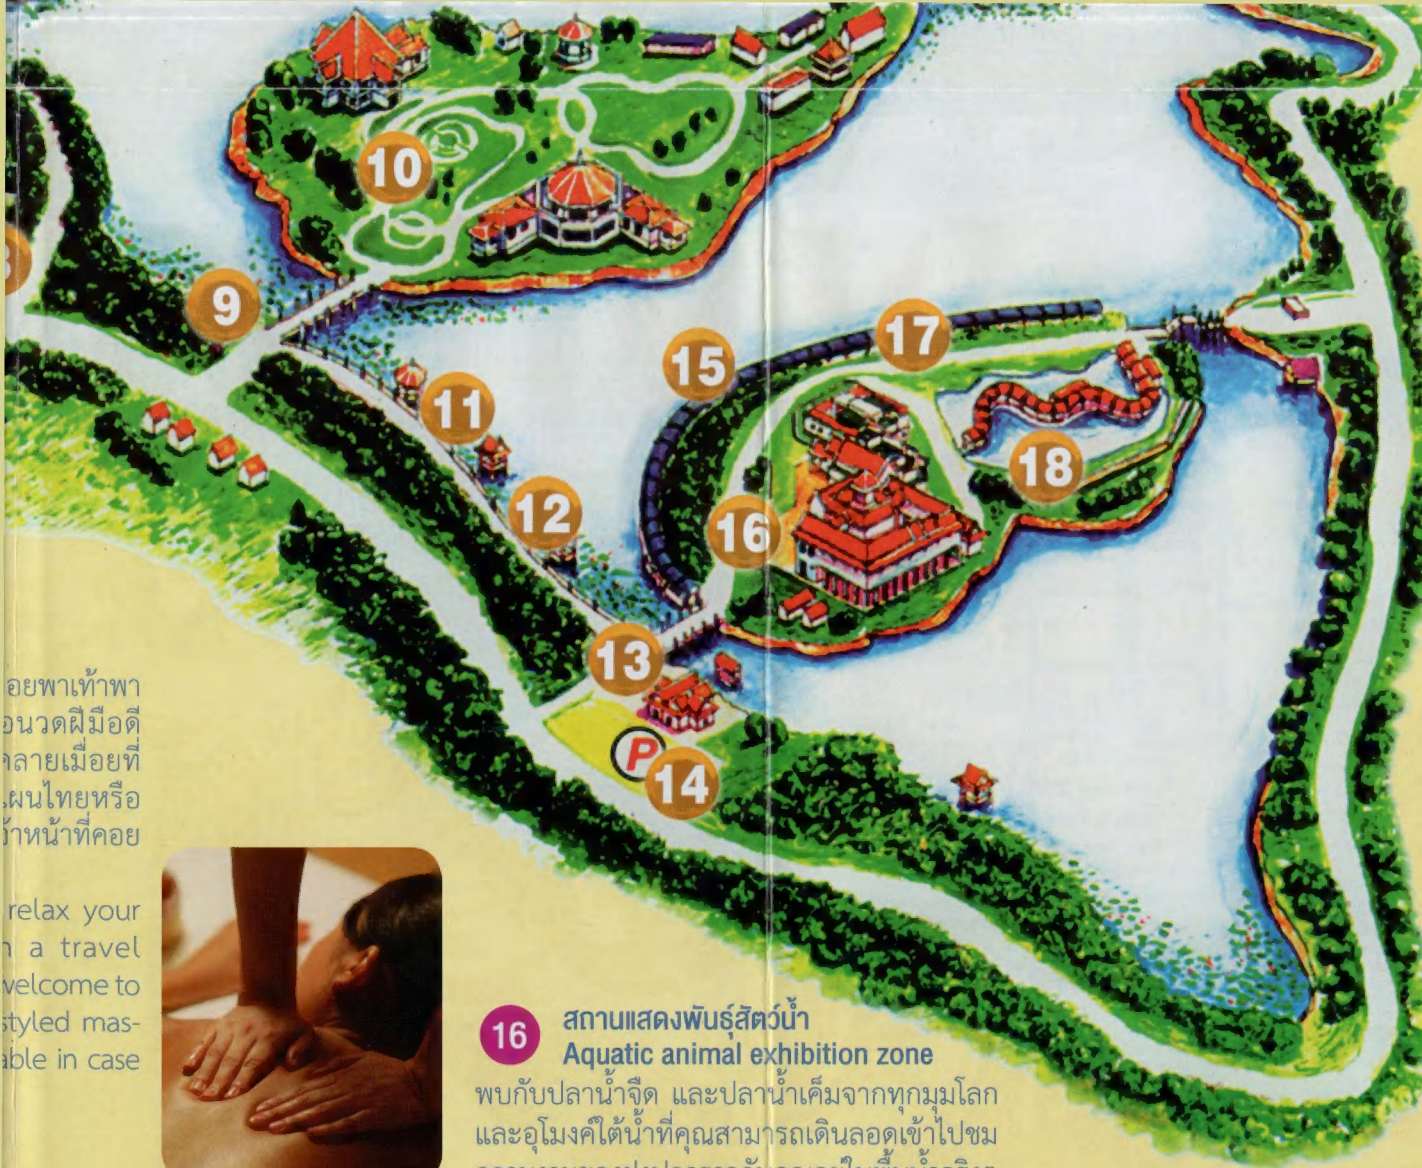 10
9
17
15
11
18
12
16
13
P
14
relax your
a travel
welcome to
styled mas-
able in case
16
สถานแสดงพันธุ์สัตว์น้ำ
Aquatic animal exhibition zone
พบกับปลาน้ำจืด และปลาน้ำเค็มจากทุกมุมโลก
และอุโมงค์ใต้น้ำที่คุณสามารถเดินลอดเข้าไปชม
อยพาเท้าพา
อนวดฝีมือดี
คลายเมื่อยที่
แผนไทยหรือ
จ้าหน้าที่คอย